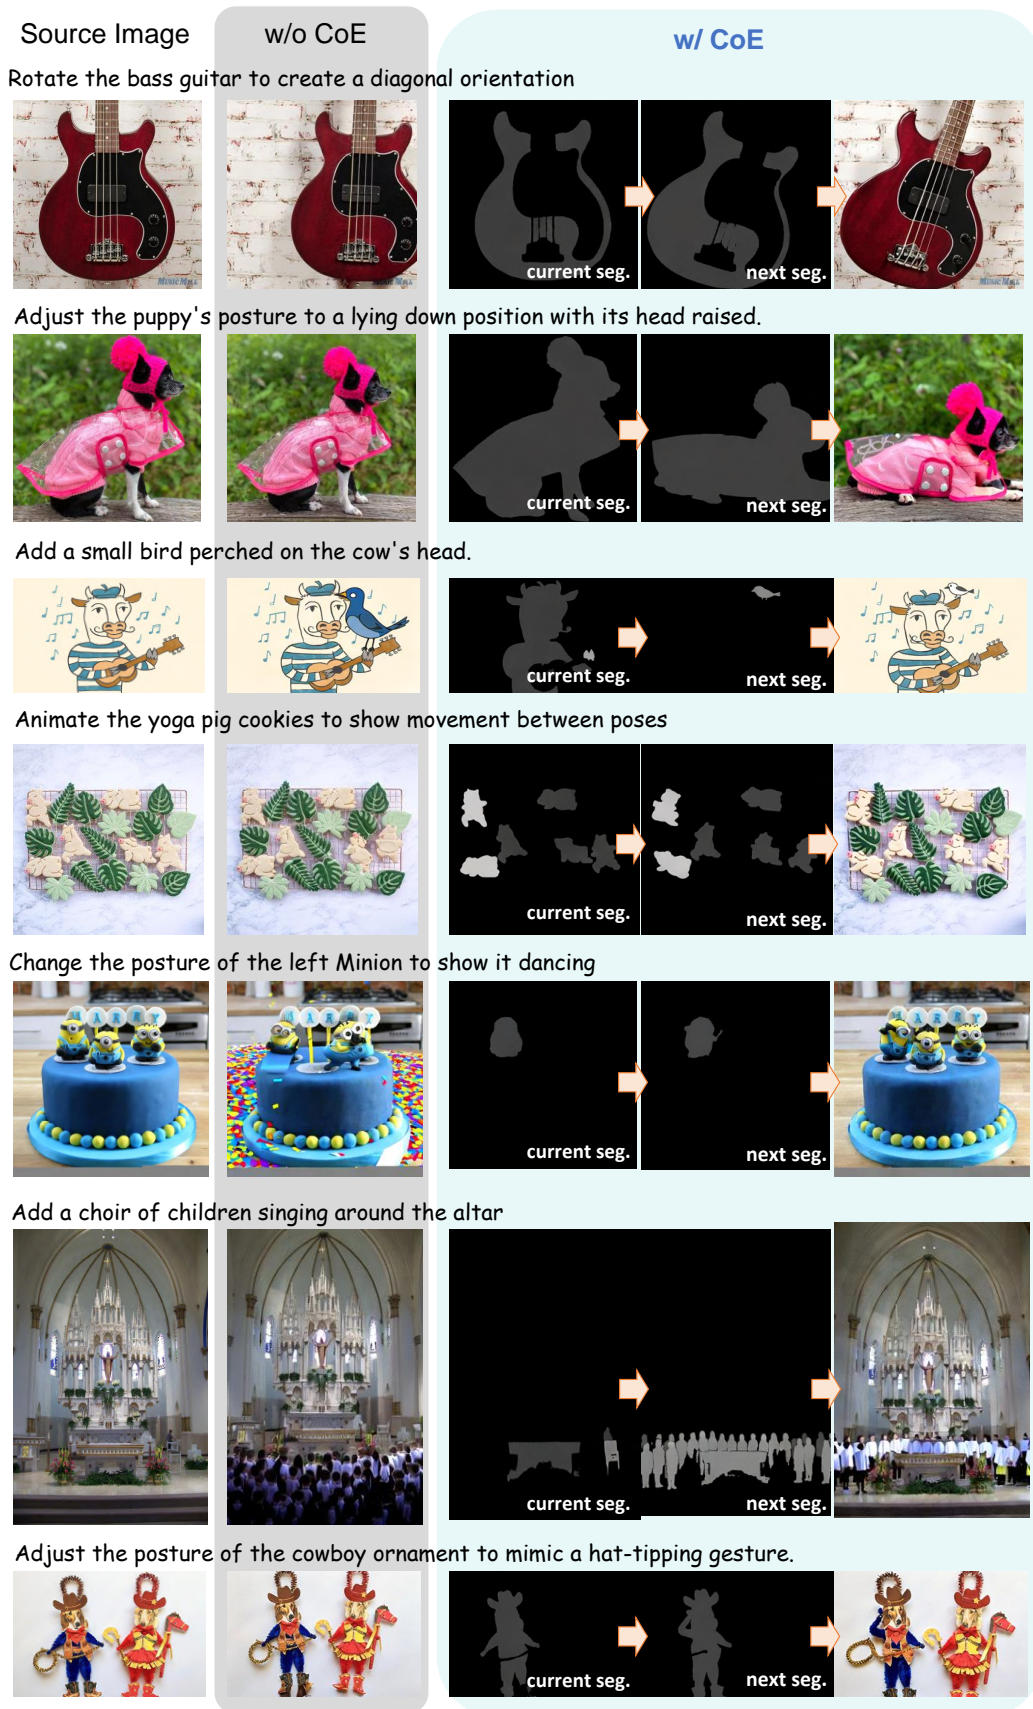 Source Image
w/o CoE
w/ CoE
Rotate the bass guitar to create a diagonal orientation
current seg.
next seg.
Adjust the puppy's posture to a lying down position with its head raised.
current seg.
next seg.
Add a small bird perched on the cow's head.
current seg.
next seg.
Animate the yoga pig cookies to show movement between poses
current seg.
next seg.
Change the posture of the left Minion to show it dancing
current seg.
next seg.
Add a choir of children singing around the altar
current seg.
next seg.
Adjust the posture of the cowboy ornament to mimic a hat-tipping gesture.
current seg.
next seg.